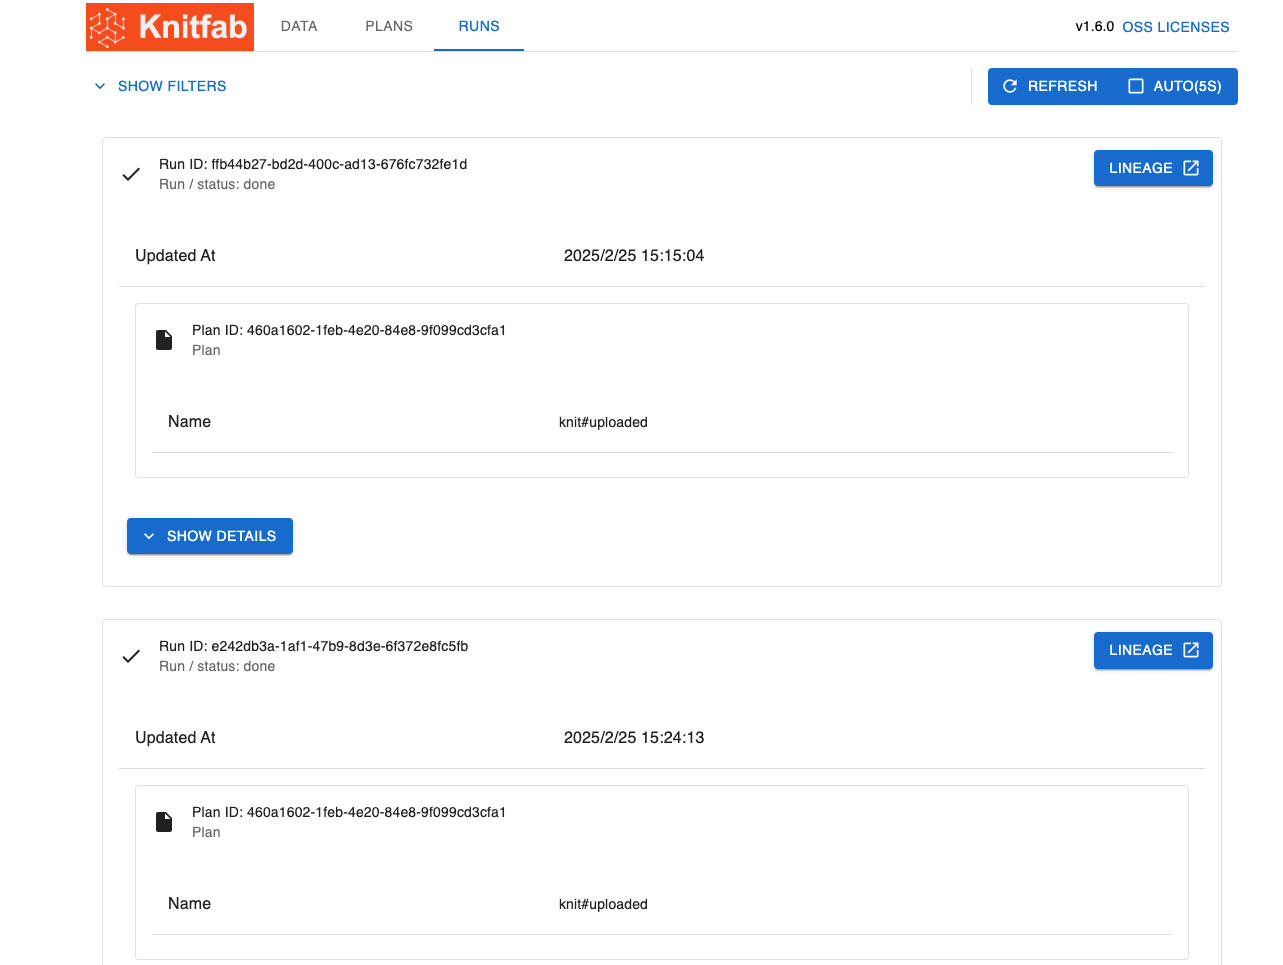 Knitfab DATA PLANS RUNS v1.6.0 OSS LICENSES
SHOW FILTERS REFRESH AUTO(5S)
Run ID: ffb44b27-bd2d-400c-ad13-676fc732fe1d
Run / status: done
LINEAGE
Updated At 2025/2/25 15:15:04
Plan ID: 460a1602-1feb-4e20-84e8-9f099cd3cfa1
Plan
Name knit#uploaded
SHOW DETAILS
Run ID: e242db3a-1af1-47b9-8d3e-6f372e8fc5fb
Run / status: done
LINEAGE
Updated At 2025/2/25 15:24:13
Plan ID: 460a1602-1feb-4e20-84e8-9f099cd3cfa1
Plan
Name knit#uploaded